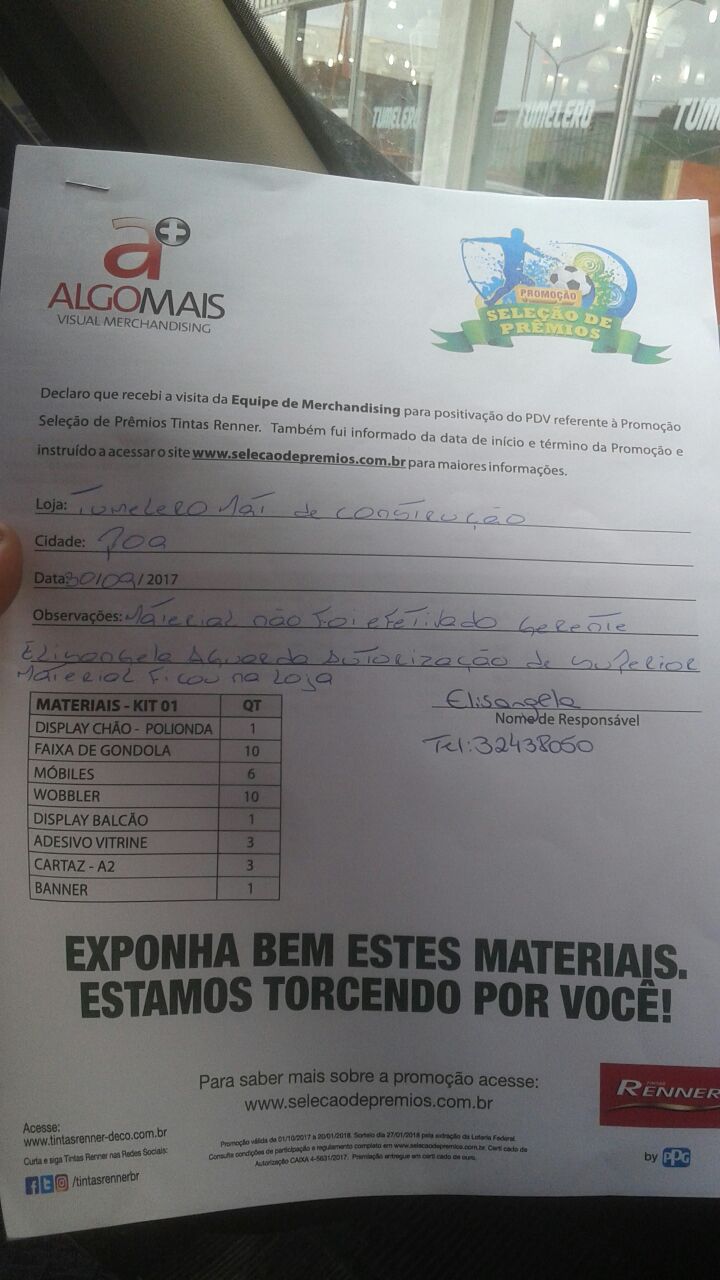 TUMELERO TUMELERO TUM
a+
ALGOMAIS
VISUAL MERCHANDISING
PROMOÇÃO
SELEÇÃO DE
PRÊMIOS
Declaro que recebi a visita da Equipe de Merchandising para positivação do PDV referente à Promoção
Seleção de Prêmios Tintas Renner. Também fui informado da data de início e término da Promoção e
instruído a acessar o site www.selecaodepremios.com.br para maiores informações.
Loja: Tumelero Mat de construção
Cidade: Poa
Data: 30/09/2017
Observações: Material não foi efetivado gerente
Elisangela Aguarda Autorização de superior
Material ficou na loja
MATERIAIS - KIT 01 QT
DISPLAY CHÃO - POLIONDA 1
FAIXA DE GONDOLA 10
MÓBILES 6
WOBBLER 10
DISPLAY BALCÃO 1
ADESIVO VITRINE 3
CARTAZ - A2 3
BANNER 1
Elisangela
Nome de Responsável
Tel: 32438050
EXPONHA BEM ESTES MATERIAIS.
ESTAMOS TORCENDO POR VOCÊ!
Para saber mais sobre a promoção acesse:
www.selecaodepremios.com.br
TINTAS
RENNER
by PPG
Acesse:
www.tintasrenner-deco.com.br
Curta e siga Tintas Renner nas Redes Sociais:
/tintasrennerbr
Promoção válida de 01/10/2017 a 20/01/2018. Sorteio dia 27/01/2018 pela extração da Loteria Federal.
Consulte condições de participação e regulamento completo em www.selecaodepremios.com.br. Certi cado de
Autorização CAIXA 4-5631/2017. Premiação entregue em certi cado de ouro.